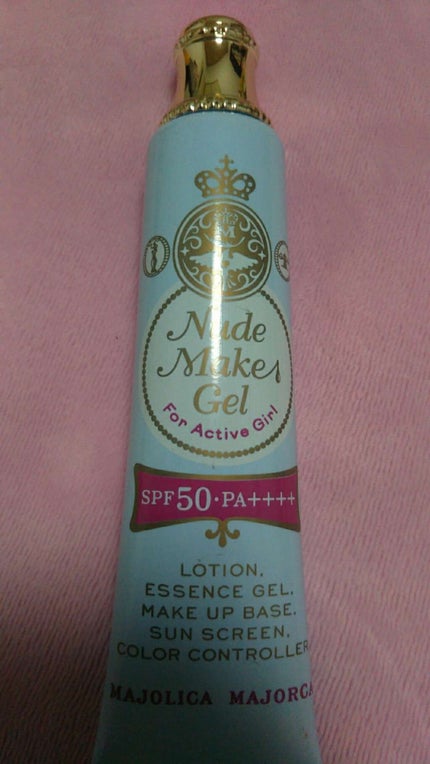 M
Nude
Make
Gel
For Active Girl
SPF50·PA++++
LOTION,
ESSENCE GEL,
MAKE UP BASE,
SUN SCREEN,
COLOR CONTROLLER
MAJOLICA MAJORCA